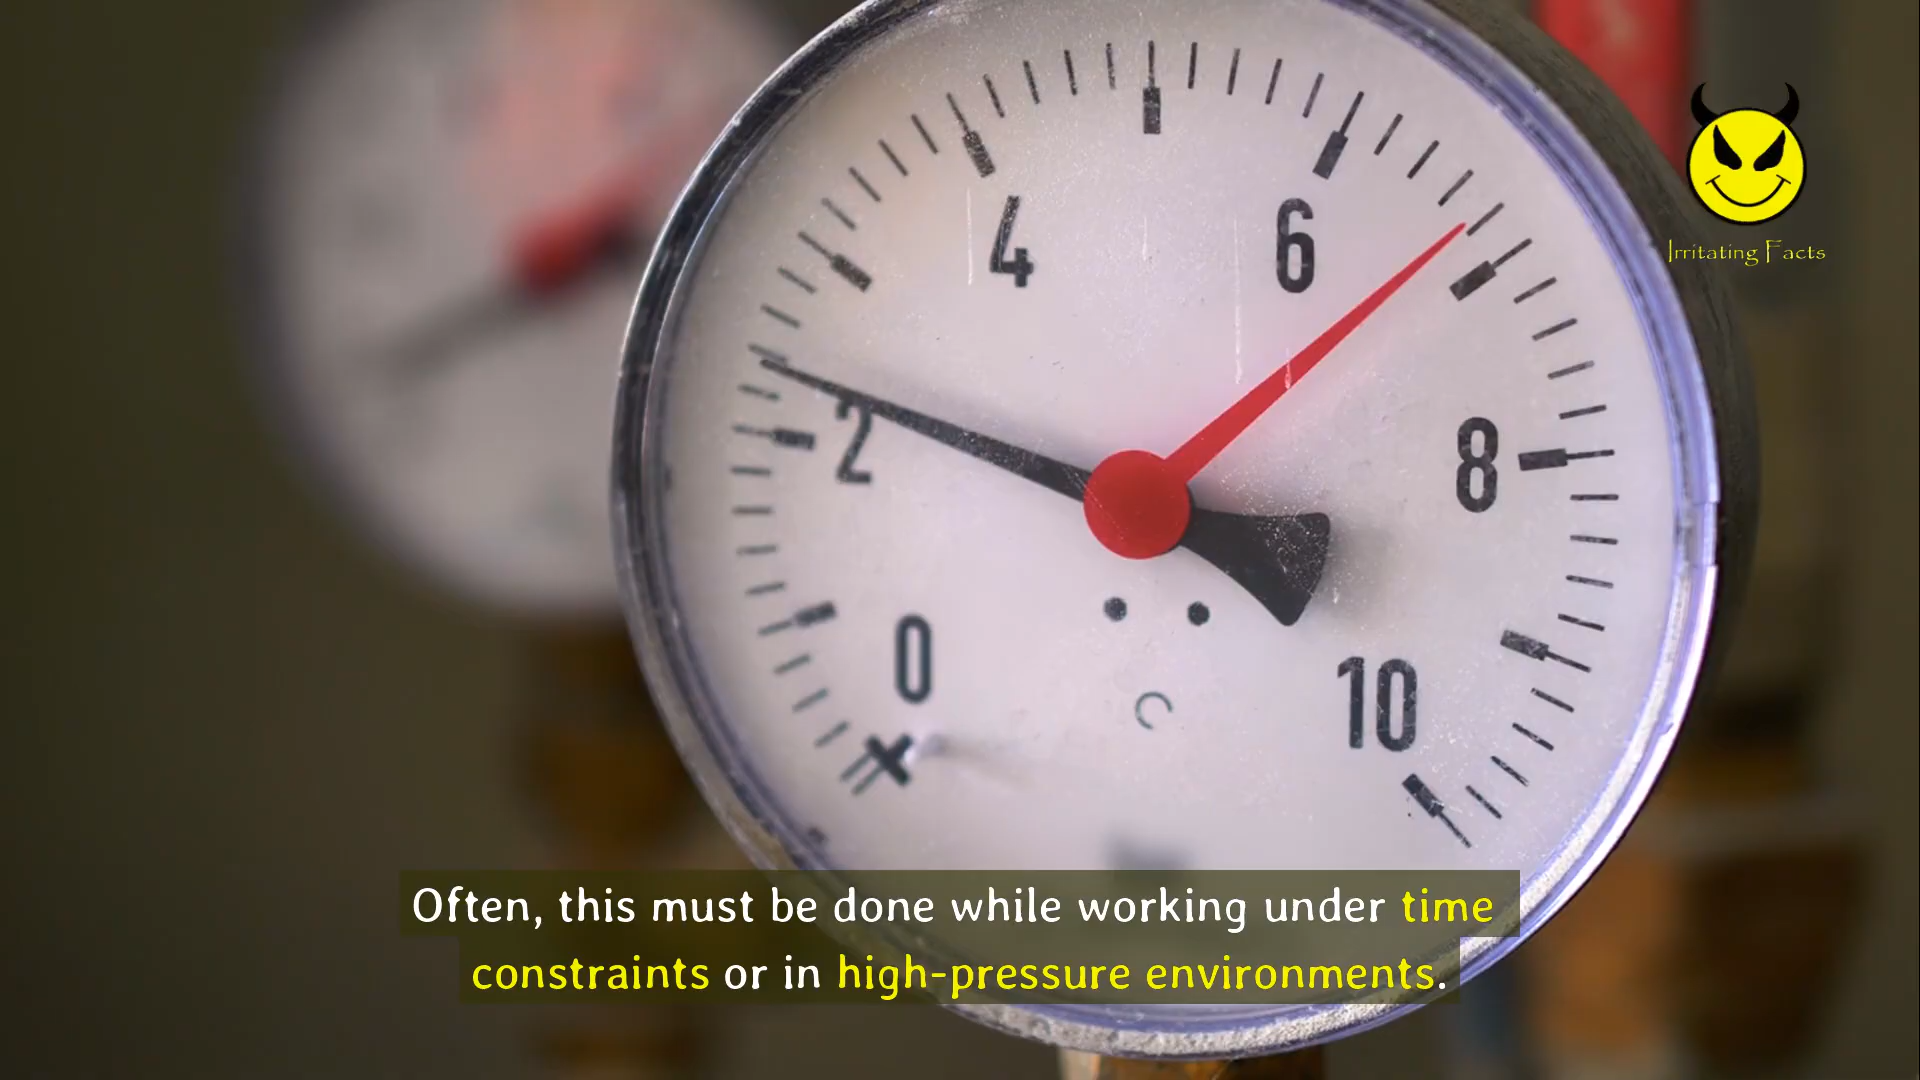 4
6
Irritating Facts
2
8
0
10
Often, this must be done while working under time
constraints or in high-pressure environments.